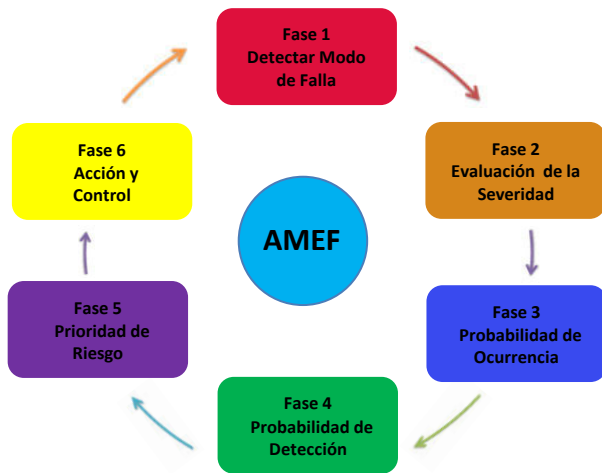 Fase 1
Detectar Modo
de Falla
Fase 2
Evaluación de la
Severidad
Fase 3
Probabilidad de
Ocurrencia
Fase 4
Probabilidad de
Detección
Fase 5
Prioridad de
Riesgo
Fase 6
Acción y
Control
AMEF